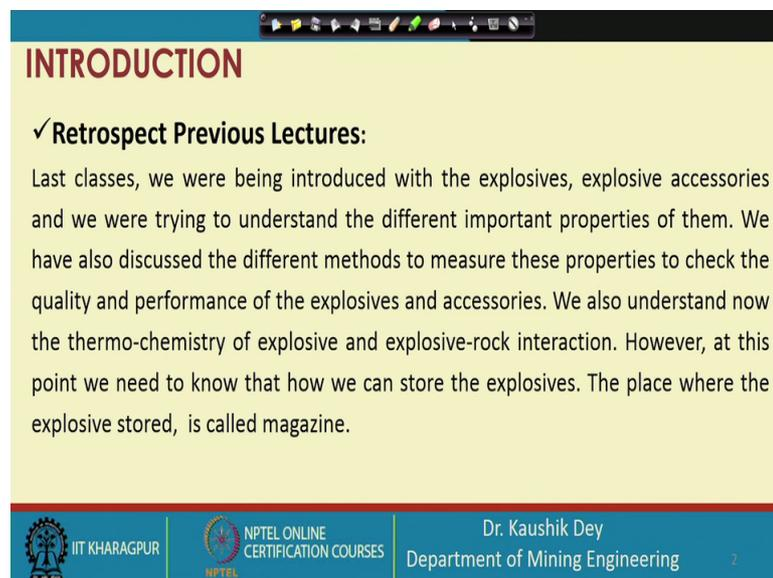 INTRODUCTION
✓Retrospect Previous Lectures:
Last classes, we were being introduced with the explosives, explosive accessories
and we were trying to understand the different important properties of them. We
have also discussed the different methods to measure these properties to check the
quality and performance of the explosives and accessories. We also understand now
the thermo-chemistry of explosive and explosive-rock interaction. However, at this
point we need to know that how we can store the explosives. The place where the
explosive stored, is called magazine.
IIT KHARAGPUR
NPTEL
NPTEL ONLINE
CERTIFICATION COURSES
Dr. Kaushik Dey
Department of Mining Engineering
2